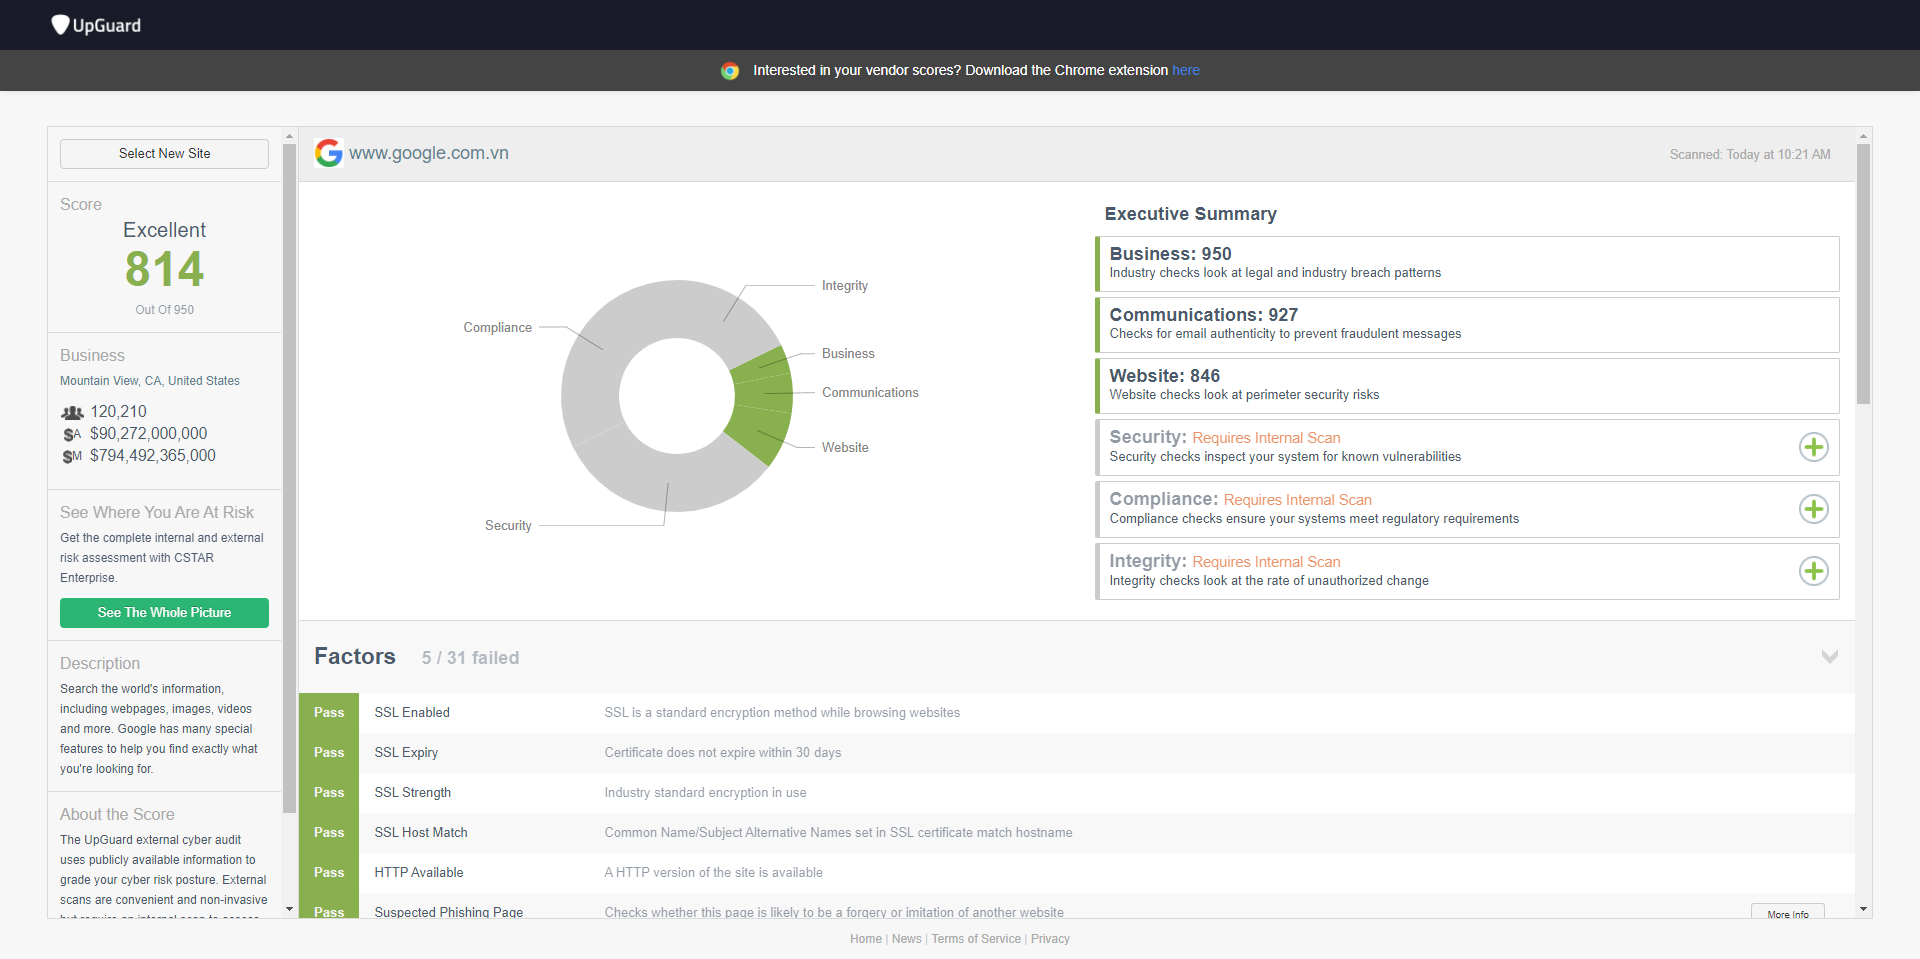 UpGuard
Interested in your vendor scores? Download the Chrome extension here
Select New Site
Score
Excellent
814
Out Of 950
Business
Mountain View, CA, United States
120,210
$A $90,272,000,000
$M $794,492,365,000
See Where You Are At Risk
Get the complete internal and external
risk assessment with CSTAR
Enterprise.
See The Whole Picture
Description
Search the world's information,
including webpages, images, videos
and more. Google has many special
features to help you find exactly what
you're looking for.
About the Score
The UpGuard external cyber audit
uses publicly available information to
grade your cyber risk posture. External
scans are convenient and non-invasive
www.google.com.vn
Scanned: Today at 10:21 AM
Integrity
Compliance
Business
Communications
Website
Security
Executive Summary
Business: 950
Industry checks look at legal and industry breach patterns
Communications: 927
Checks for email authenticity to prevent fraudulent messages
Website: 846
Website checks look at perimeter security risks
Security: Requires Internal Scan
Security checks inspect your system for known vulnerabilities
Compliance: Requires Internal Scan
Compliance checks ensure your systems meet regulatory requirements
Integrity: Requires Internal Scan
Integrity checks look at the rate of unauthorized change
Factors 5 / 31 failed
Pass SSL Enabled SSL is a standard encryption method while browsing websites
Pass SSL Expiry Certificate does not expire within 30 days
Pass SSL Strength Industry standard encryption in use
Pass SSL Host Match Common Name/Subject Alternative Names set in SSL certificate match hostname
Pass HTTP Available A HTTP version of the site is available
Pass Suspected Phishing Page Checks whether this page is likely to be a forgery or imitation of another website More Info
Home | News | Terms of Service | Privacy